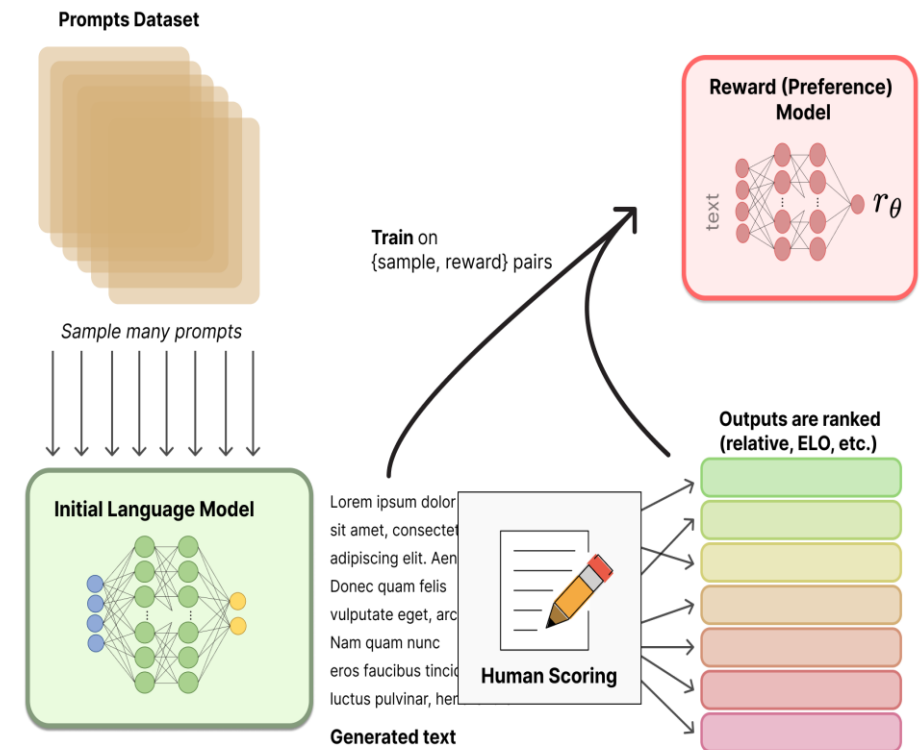 Prompts Dataset
Reward (Preference)
Model
text
rθ
Train on
{sample, reward} pairs
Sample many prompts
Outputs are ranked
(relative, ELO, etc.)
Initial Language Model
Lorem ipsum dolor
sit amet, consectet
adipiscing elit. Aen
Donec quam felis
vulputate eget, arc
Nam quam nunc
eros faucibus tincid
luctus pulvinar, her
Human Scoring
Generated text